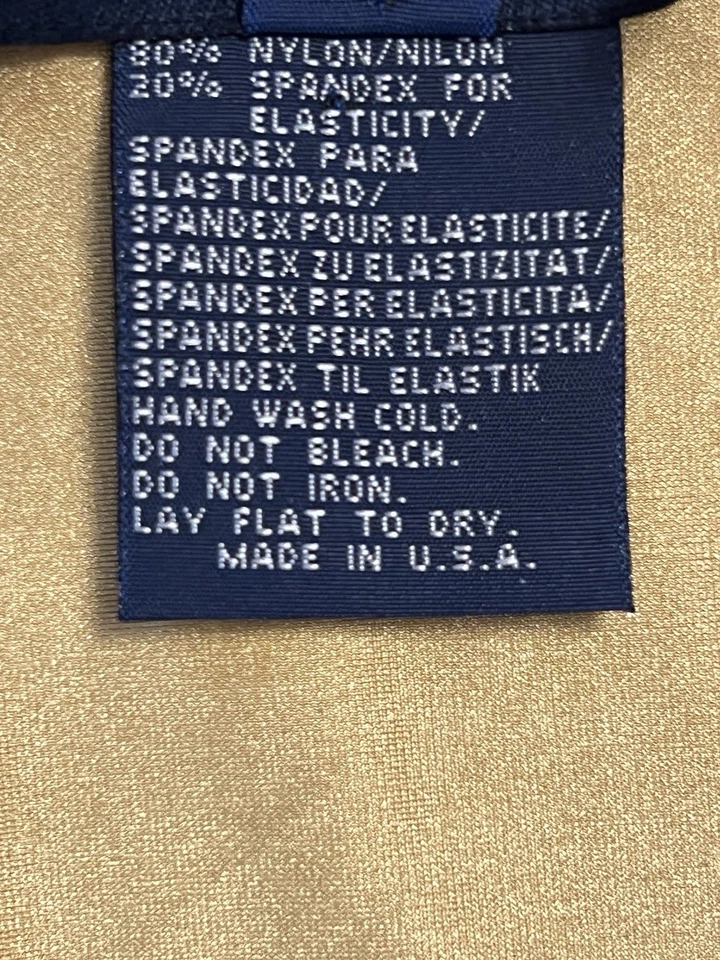 80% NYLON/NILON
20% SPANDEX FOR
ELASTICITY/
SPANDEX PARA
ELASTICIDAD/
SPANDEX POUR ELASTICITE/
SPANDEX ZU ELASTIZITAT/
SPANDEX PER ELASTICITA/
SPANDEX PEHR ELASTISCH/
SPANDEX TIL ELASTIK
HAND WASH COLD.
DO NOT BLEACH.
DO NOT IRON.
LAY FLAT TO DRY.
MADE IN U.S.A.